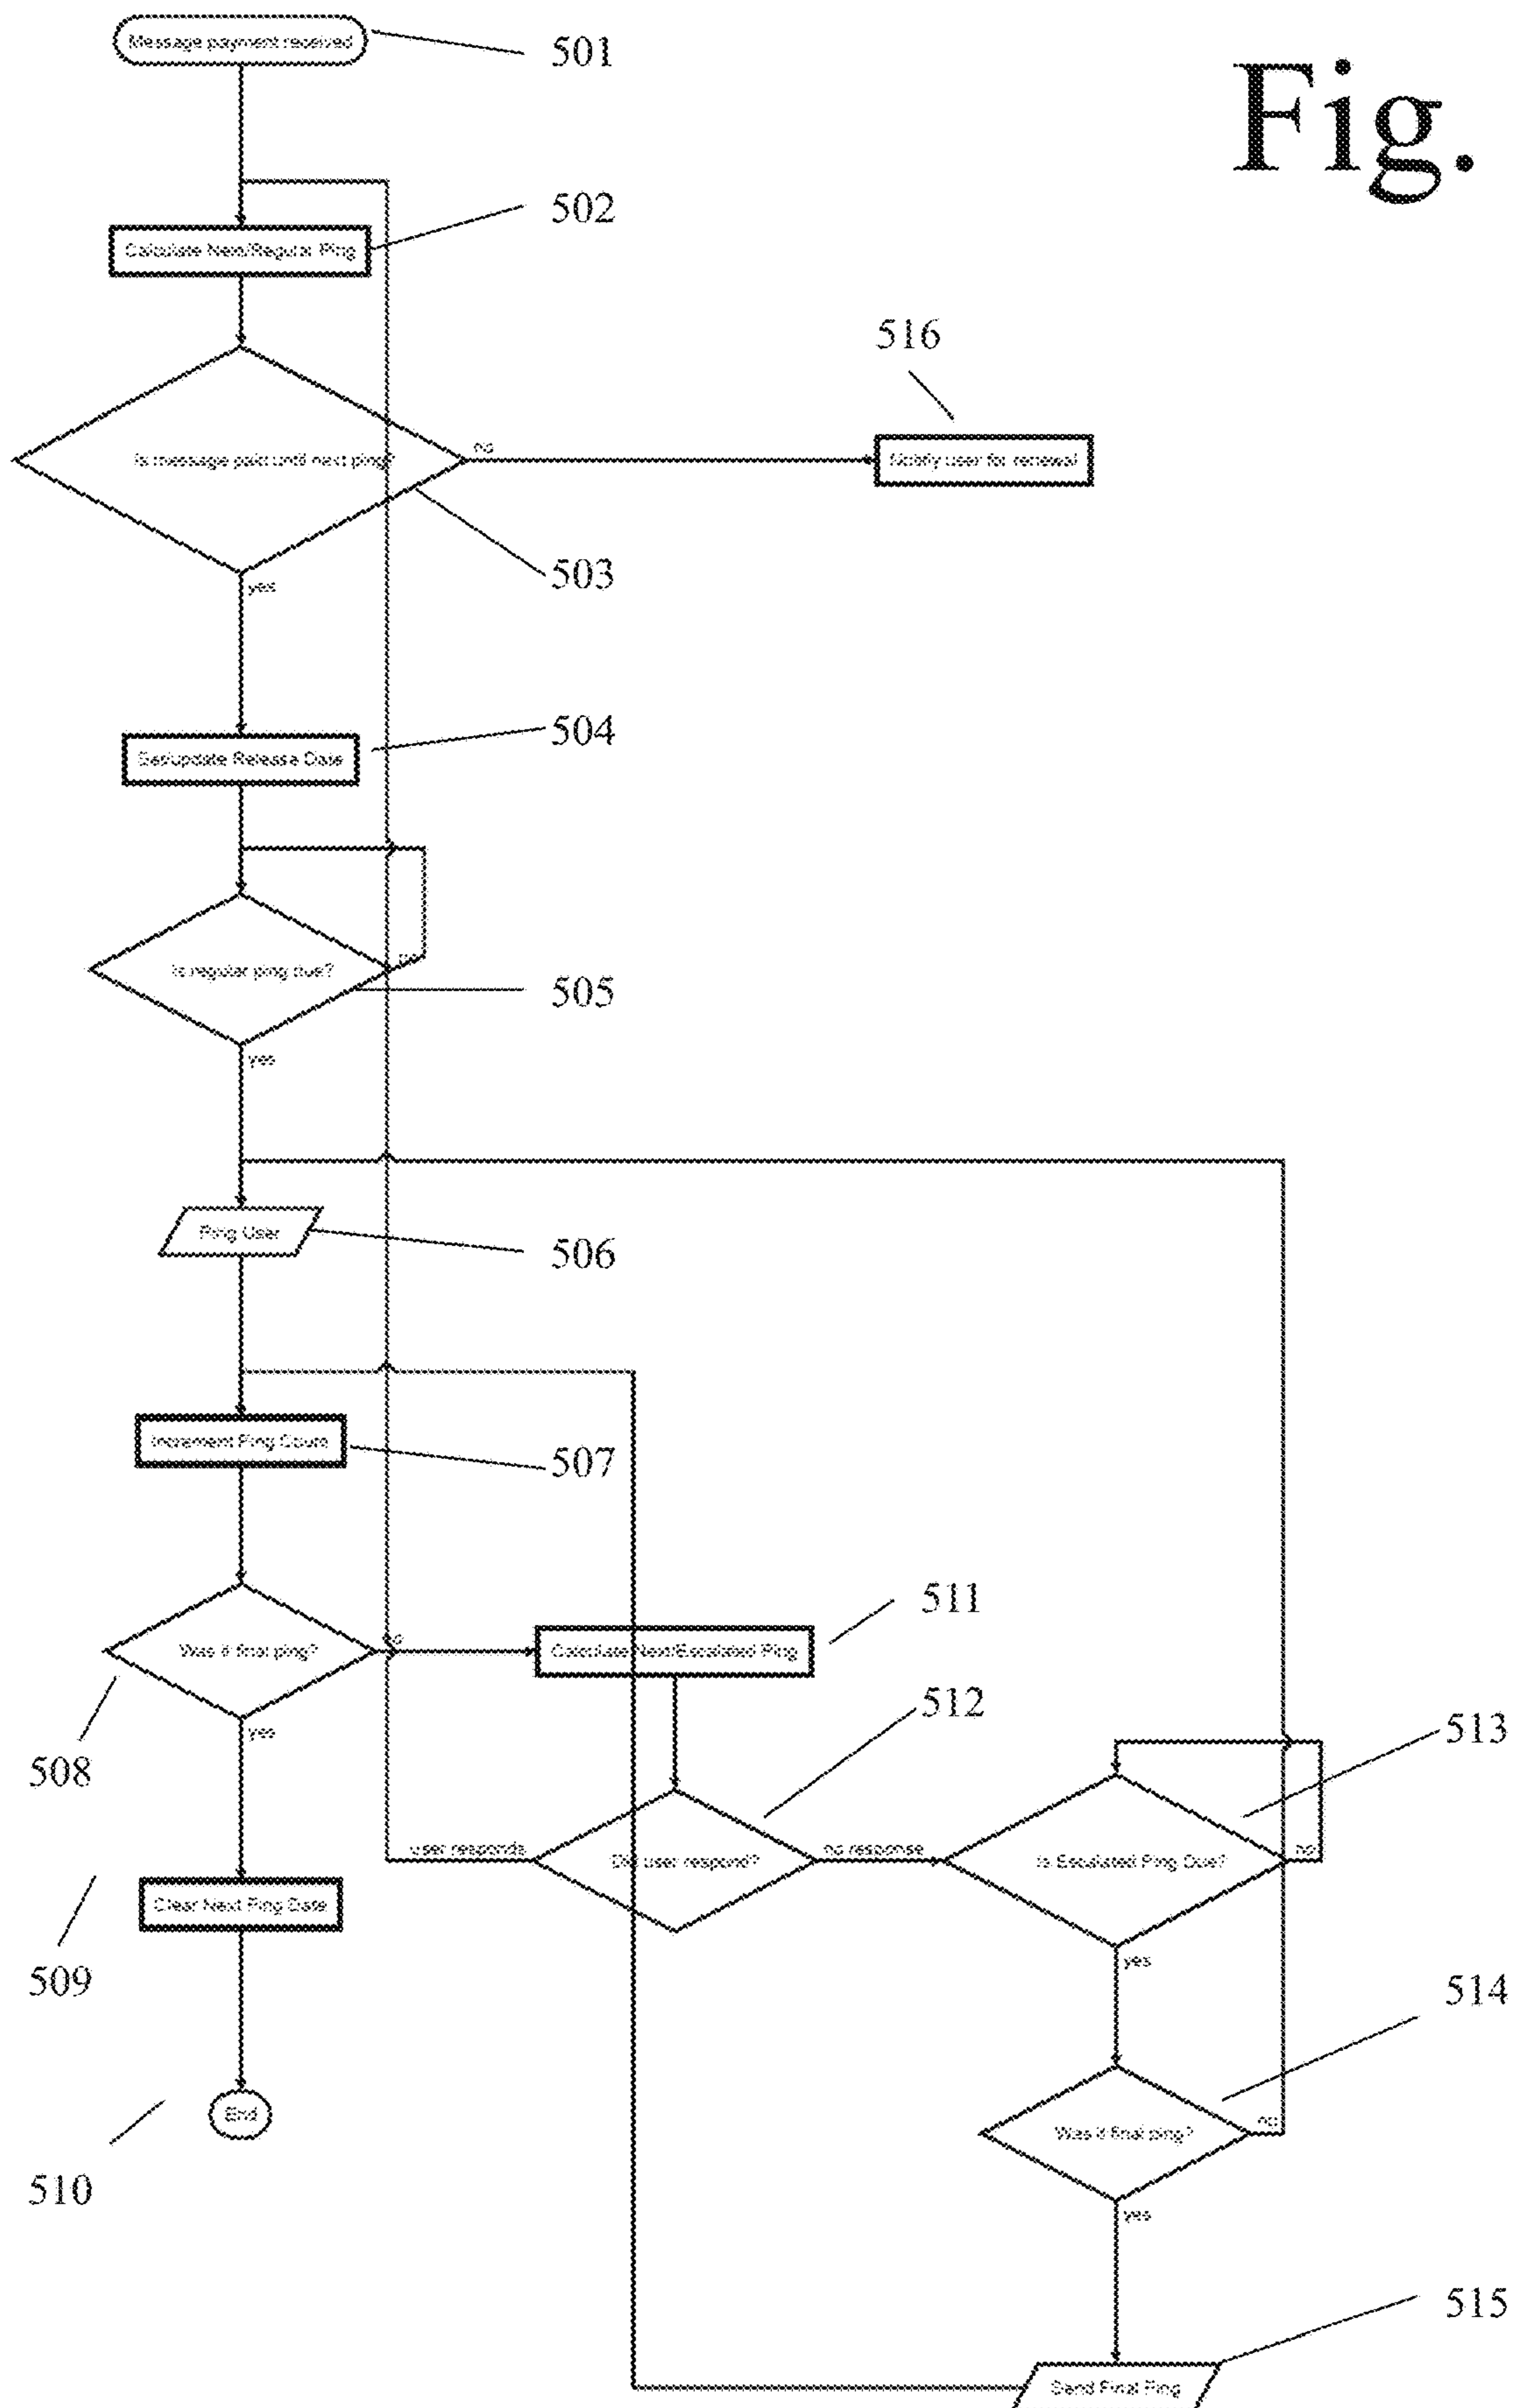 Message payment received
501
Fig.
502
Calculate Next/Regular Ping
516
Is message paid until next ping?
no
Notify user for renewal
503
yes
504
Set/update Release Date
505
Is regular ping due?
no
yes
Ping User
506
Increment Ping Count
507
511
Was it final ping?
Calculate Next/Escalated Ping
512
513
yes
508
user responds
Did user respond?
no response
Is Escalated Ping Due?
no
Clear Next Ping Date
509
yes
514
End
Was it final ping?
no
510
yes
515
Send Final Ping